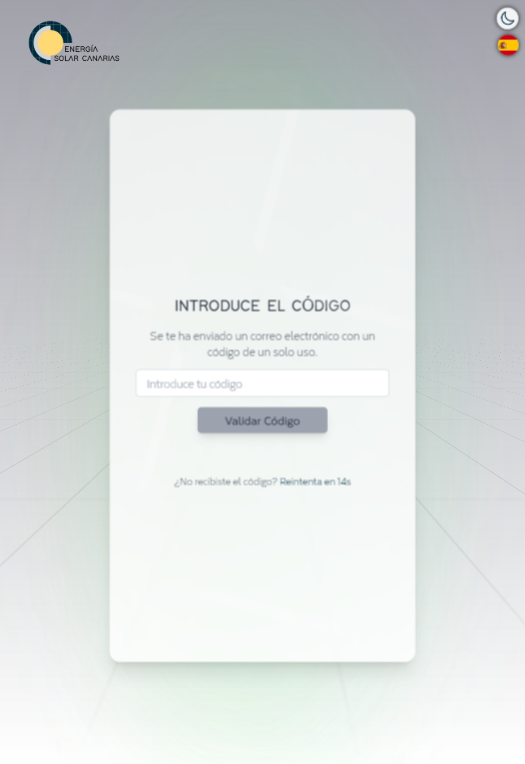 ENERGÍA
SOLAR CANARIAS
INTRODUCE EL CÓDIGO
Se te ha enviado un correo electrónico con un
código de un solo uso.
Introduce tu código
Validar Código
¿No recibiste el código? Reintenta en 14s